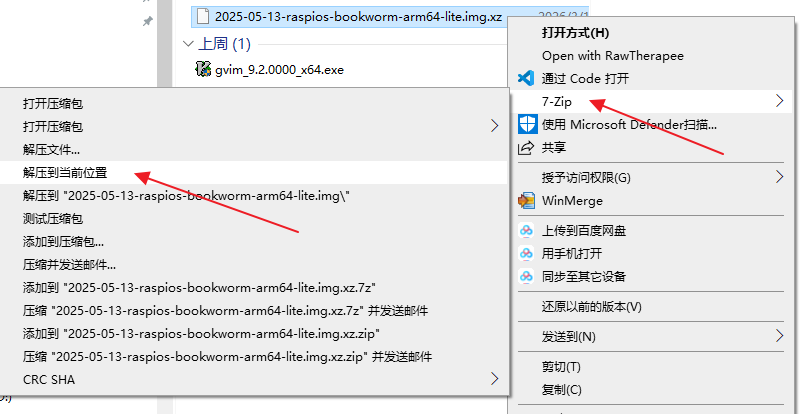 2025-05-13-raspios-bookworm-arm64-lite.img.xz
上周 (1)
gvim_9.2.0000_x64.exe
打开方式(H)
Open with RawTherapee
通过 Code 打开
7-Zip
使用 Microsoft Defender扫描...
共享
授予访问权限(G)
WinMerge
上传到百度网盘
用手机打开
同步至其它设备
还原以前的版本(V)
发送到(N)
剪切(T)
复制(C)
打开压缩包
打开压缩包
解压文件...
解压到当前位置
解压到 "2025-05-13-raspios-bookworm-arm64-lite.img\"
测试压缩包
添加到压缩包...
压缩并发送邮件...
添加到 "2025-05-13-raspios-bookworm-arm64-lite.img.xz.7z"
压缩 "2025-05-13-raspios-bookworm-arm64-lite.img.xz.7z" 并发送邮件
添加到 "2025-05-13-raspios-bookworm-arm64-lite.img.xz.zip"
压缩 "2025-05-13-raspios-bookworm-arm64-lite.img.xz.zip" 并发送邮件
CRC SHA